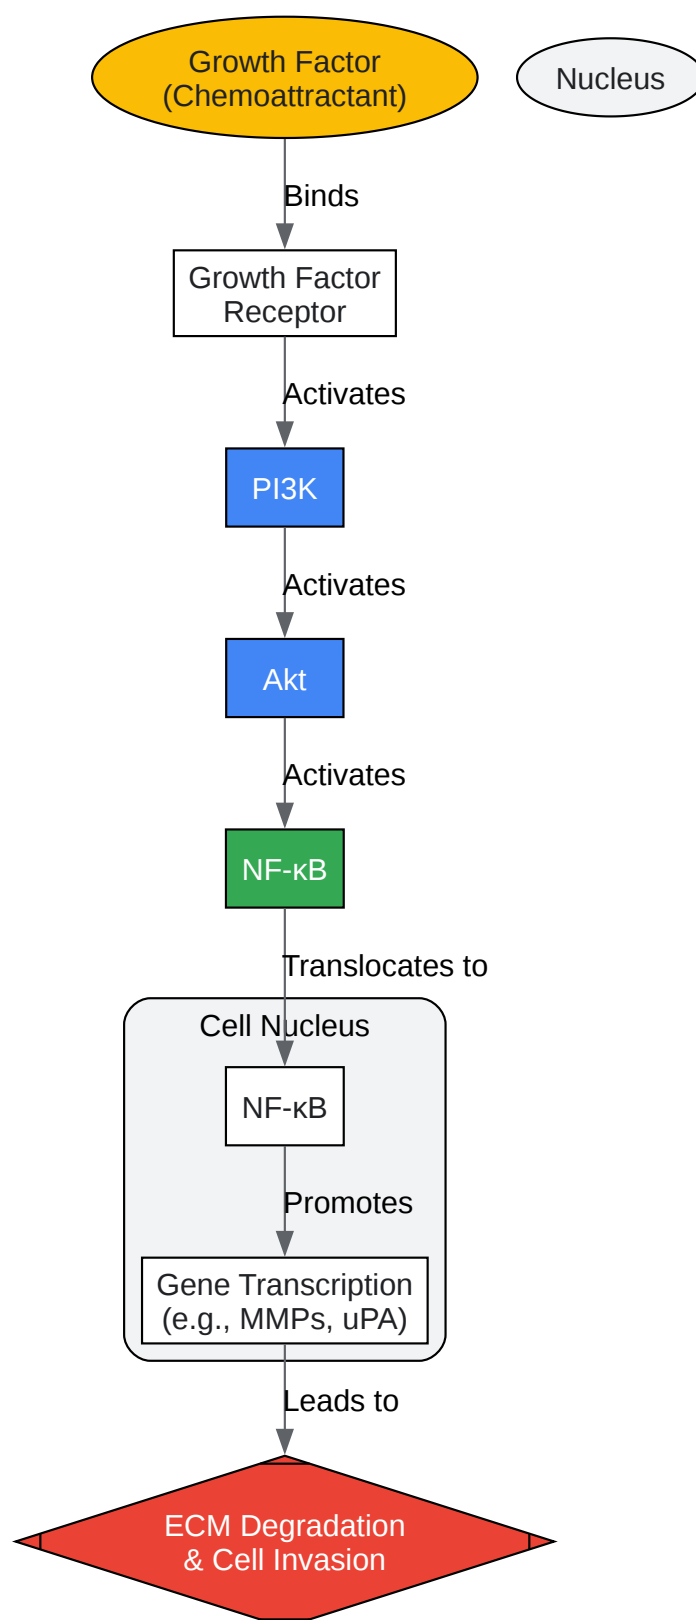 Growth Factor
(Chemoattractant)
Nucleus
Binds
Growth Factor
Receptor
Activates
PI3K
Activates
Akt
Activates
NF-κB
Translocates to
Cell Nucleus
NF-κB
Promotes
Gene Transcription
(e.g., MMPs, uPA)
Leads to
ECM Degradation
& Cell Invasion